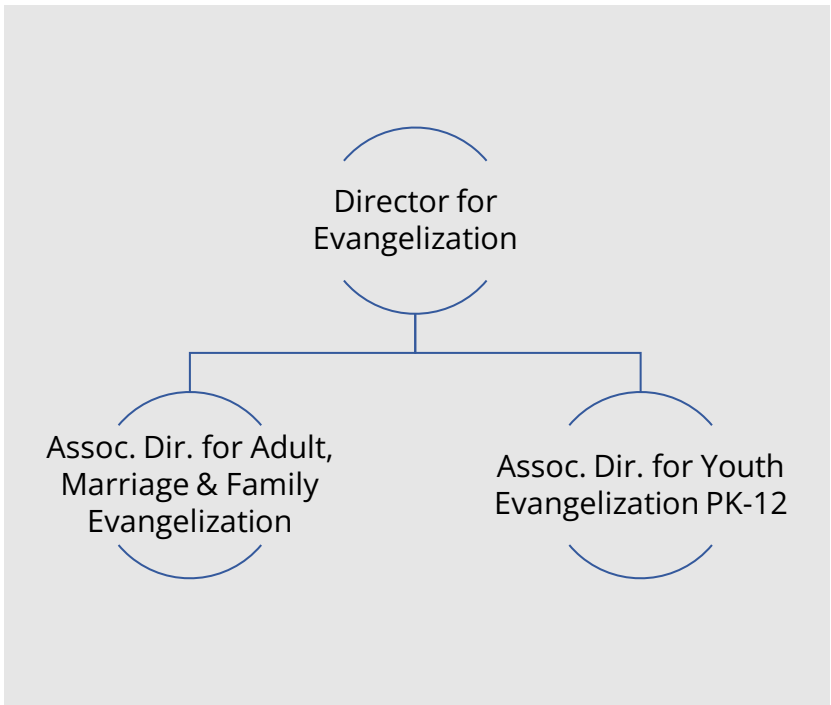 Director for
Evangelization
Assoc. Dir. for Adult,
Marriage & Family
Evangelization
Assoc. Dir. for Youth
Evangelization PK-12